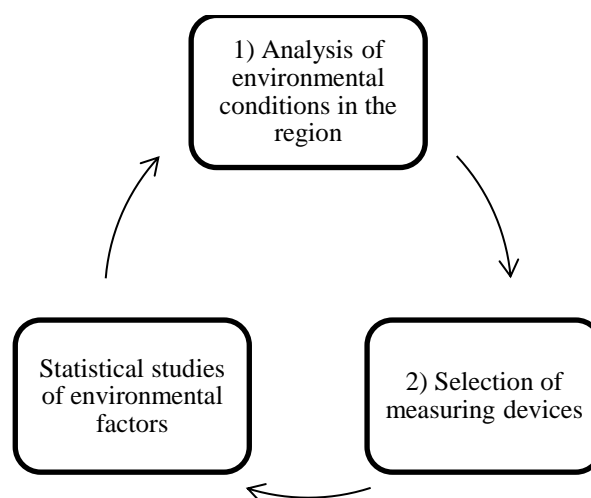 1) Analysis of
environmental
conditions in the
region
2) Selection of
measuring devices
Statistical studies
of environmental
factors